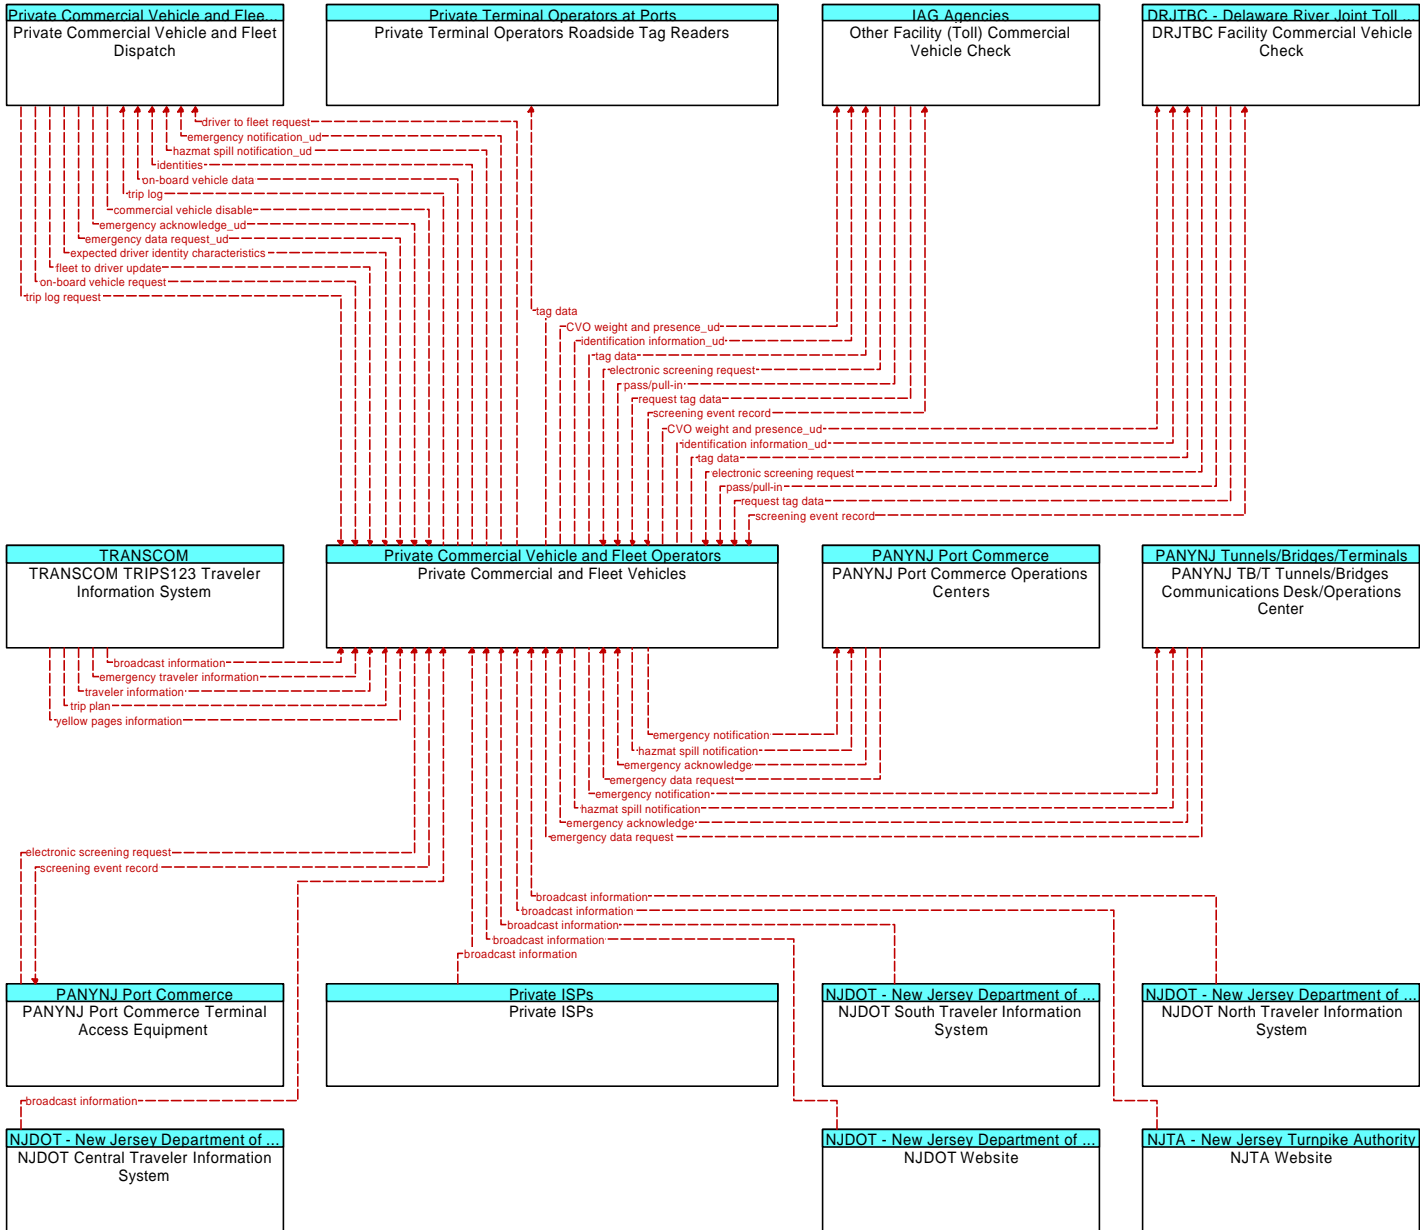 Private Commercial Vehicle and Flee...
Private Commercial Vehicle and Fleet
Dispatch
Private Terminal Operators at Ports
Private Terminal Operators Roadside Tag Readers
IAG Agencies
Other Facility (Toll) Commercial
Vehicle Check
DRJTBC - Delaware River Joint Toll ...
DRJTBC Facility Commercial Vehicle
Check
driver to fleet request
emergency notification_ud
hazmat spill notification_ud
identities
on-board vehicle data
trip log
commercial vehicle disable
emergency acknowledge_ud
emergency data request_ud
expected driver identity characteristics
fleet to driver update
on-board vehicle request
trip log request
tag data
CVO weight and presence_ud
identification information_ud
tag data
electronic screening request
pass/pull-in
request tag data
screening event record
CVO weight and presence_ud
identification information_ud
tag data
electronic screening request
pass/pull-in
request tag data
screening event record
TRANSCOM
TRANSCOM TRIPS123 Traveler
Information System
Private Commercial Vehicle and Fleet Operators
Private Commercial and Fleet Vehicles
PANYNJ Port Commerce
PANYNJ Port Commerce Operations
Centers
PANYNJ Tunnels/Bridges/Terminals
PANYNJ TB/T Tunnels/Bridges
Communications Desk/Operations
Center
broadcast information
emergency traveler information
traveler information
trip plan
yellow pages information
emergency notification
hazmat spill notification
emergency acknowledge
emergency data request
emergency notification
hazmat spill notification
emergency acknowledge
emergency data request
electronic screening request
screening event record
broadcast information
broadcast information
broadcast information
broadcast information
broadcast information
PANYNJ Port Commerce
PANYNJ Port Commerce Terminal
Access Equipment
Private ISPs
Private ISPs
NJDOT - New Jersey Department of ...
NJDOT South Traveler Information
System
NJDOT - New Jersey Department of ...
NJDOT North Traveler Information
System
broadcast information
NJDOT - New Jersey Department of ...
NJDOT Central Traveler Information
System
NJDOT - New Jersey Department of ...
NJDOT Website
NJTA - New Jersey Turnpike Authority
NJTA Website